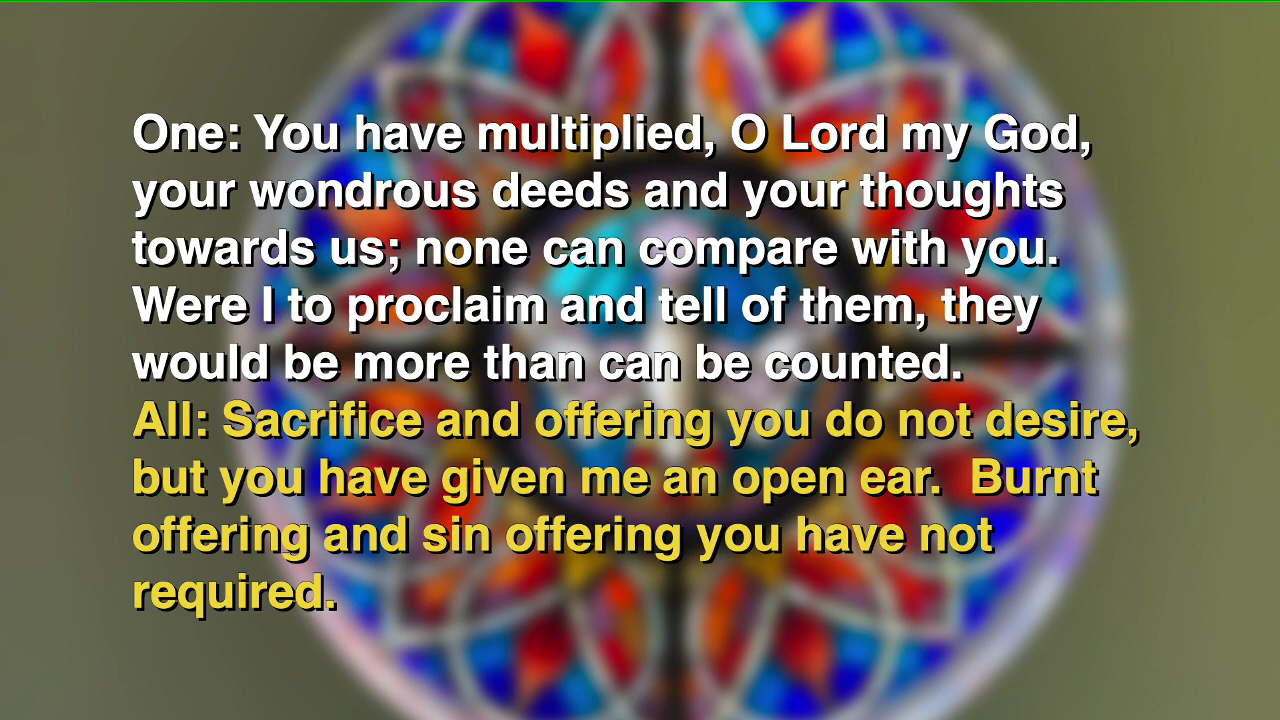 One: You have multiplied, O Lord my God,
your wondrous deeds and your thoughts
towards us; none can compare with you.
Were I to proclaim and tell of them, they
would be more than can be counted.
All: Sacrifice and offering you do not desire,
but you have given me an open ear.  Burnt
offering and sin offering you have not
required.